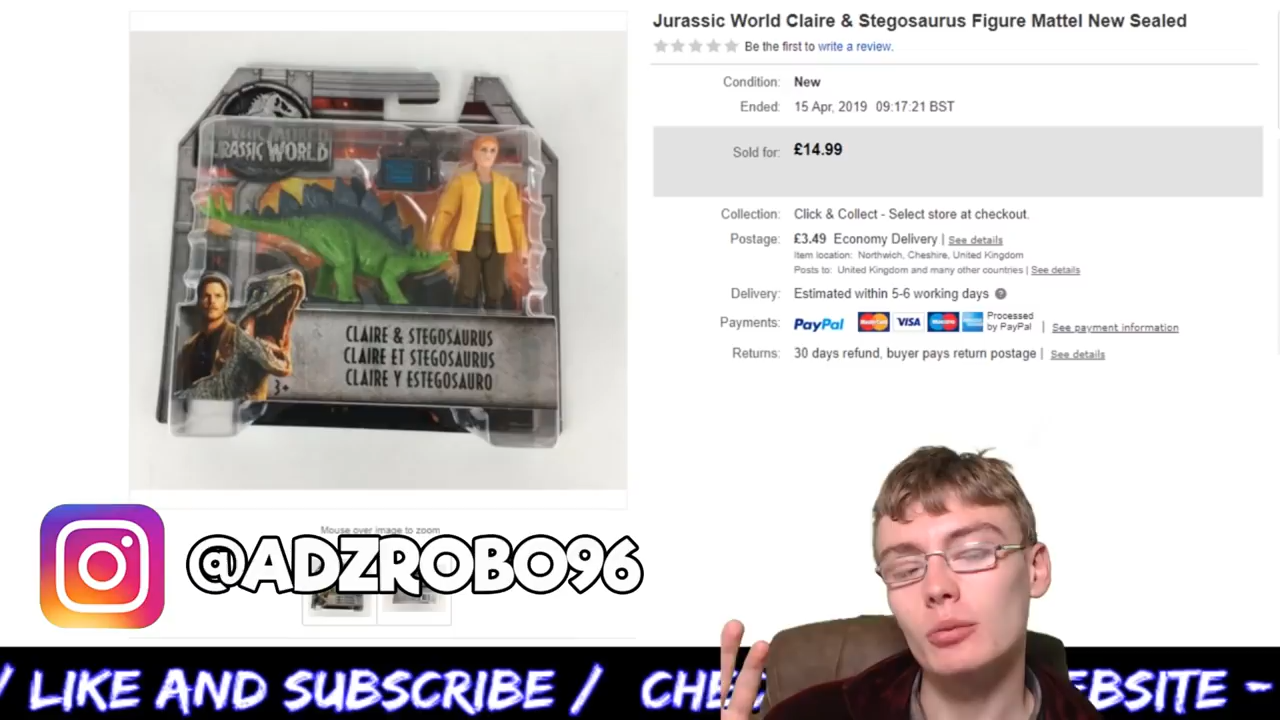 Jurassic World Claire & Stegosaurus Figure Mattel New Sealed
Be the first to write a review.
Condition: New
Ended: 15 Apr, 2019 09:17:21 BST
Sold for: £14.99
Collection: Click & Collect - Select store at checkout.
Postage: £3.49 Economy Delivery | See details
Item location: Northwich, Cheshire, United Kingdom
Posts to: United Kingdom and many other countries | See details
Delivery: Estimated within 5-6 working days
Payments: PayPal MasterCard VISA Maestro Processed by PayPal | See payment information
Returns: 30 days refund, buyer pays return postage | See details
JURASSIC WORLD
CLAIRE & STEGOSAURUS
CLAIRE ET STEGOSAURUS
CLAIRE Y ESTEGOSAURO
3+
Mouse over image to zoom
@ADZROBO96
/ LIKE AND SUBSCRIBE / CHE EBSITE -